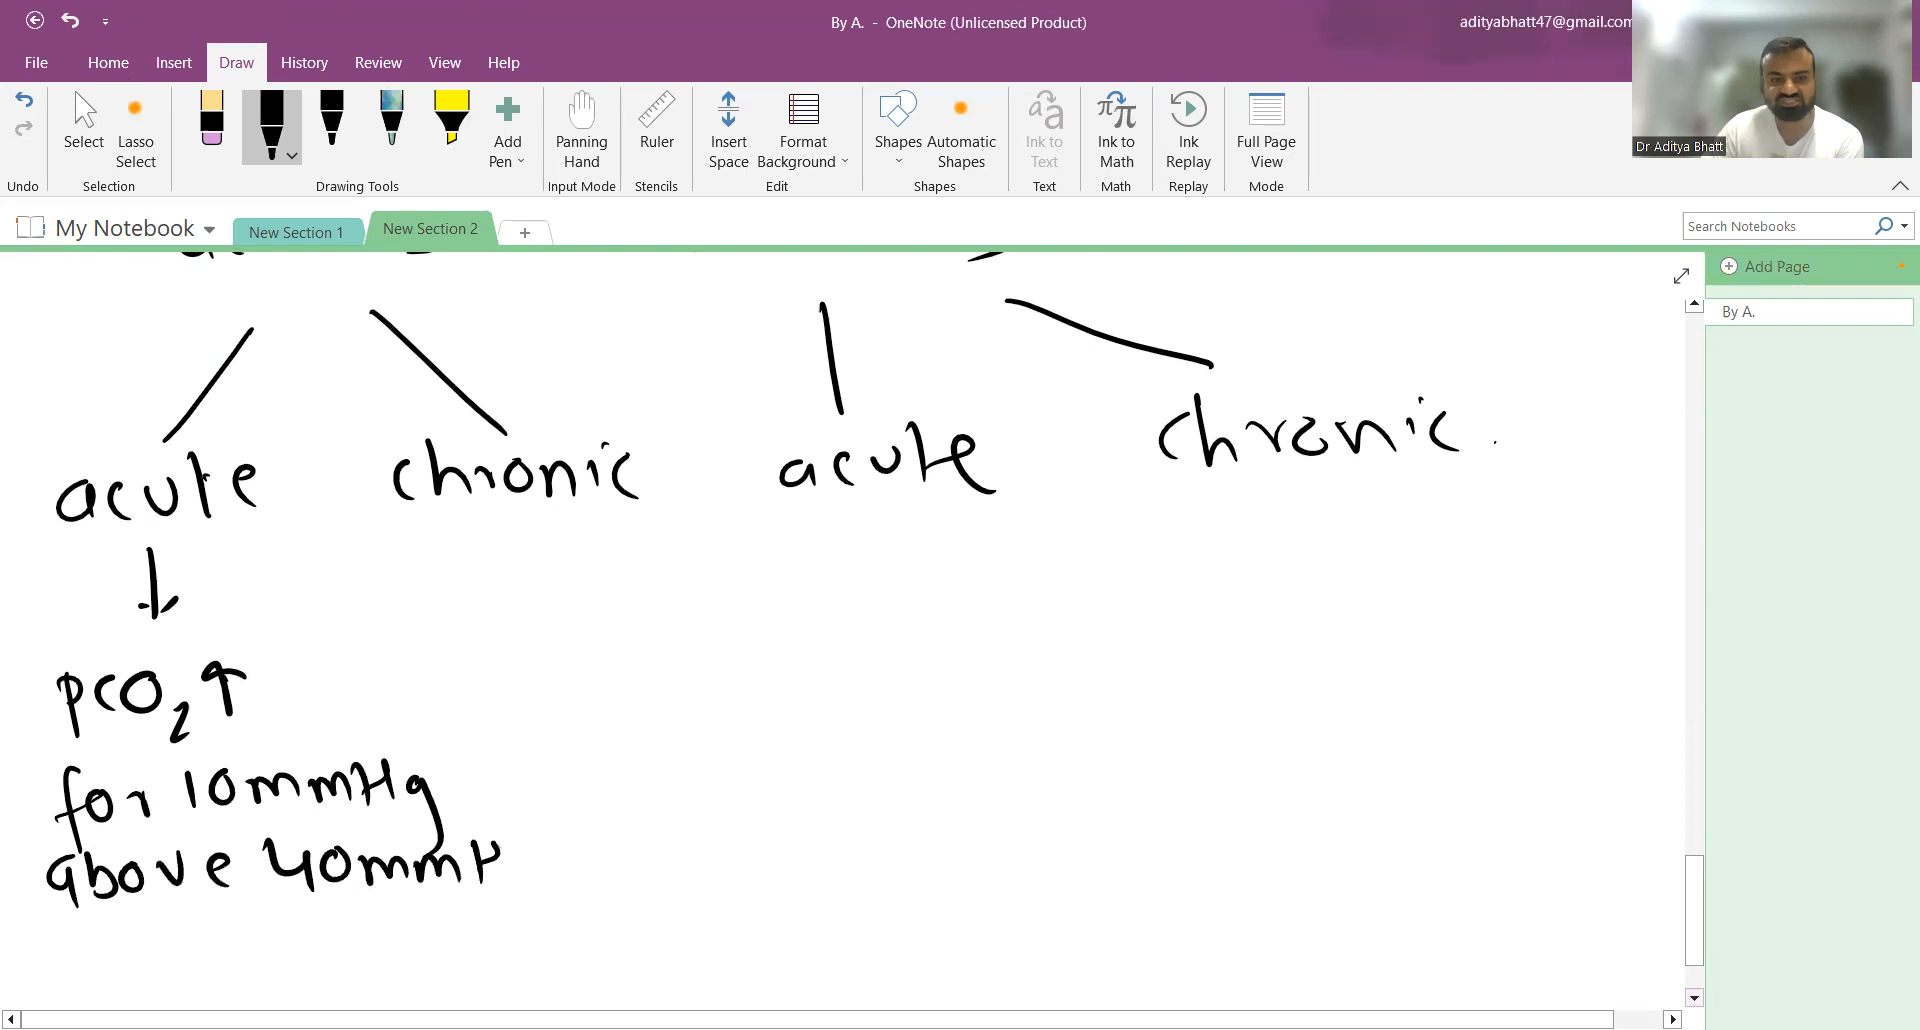 By A. - OneNote (Unlicensed Product)
adityabhatt47@gmail.com
File Home Insert Draw History Review View Help
Select
Lasso Select
Add Pen
Panning Hand
Ruler
Insert Space
Format Background
Shapes
Automatic Shapes
Ink to Text
Ink to Math
Ink Replay
Full Page View
Dr Aditya Bhatt
Undo Selection Drawing Tools Input Mode Stencils Edit Shapes Text Math Replay Mode
My Notebook New Section 1 New Section 2
Search Notebooks
Add Page
By A.
acute chronic acute chronic.
↓
pCO2↑
for 10mmHg
above 40mmH